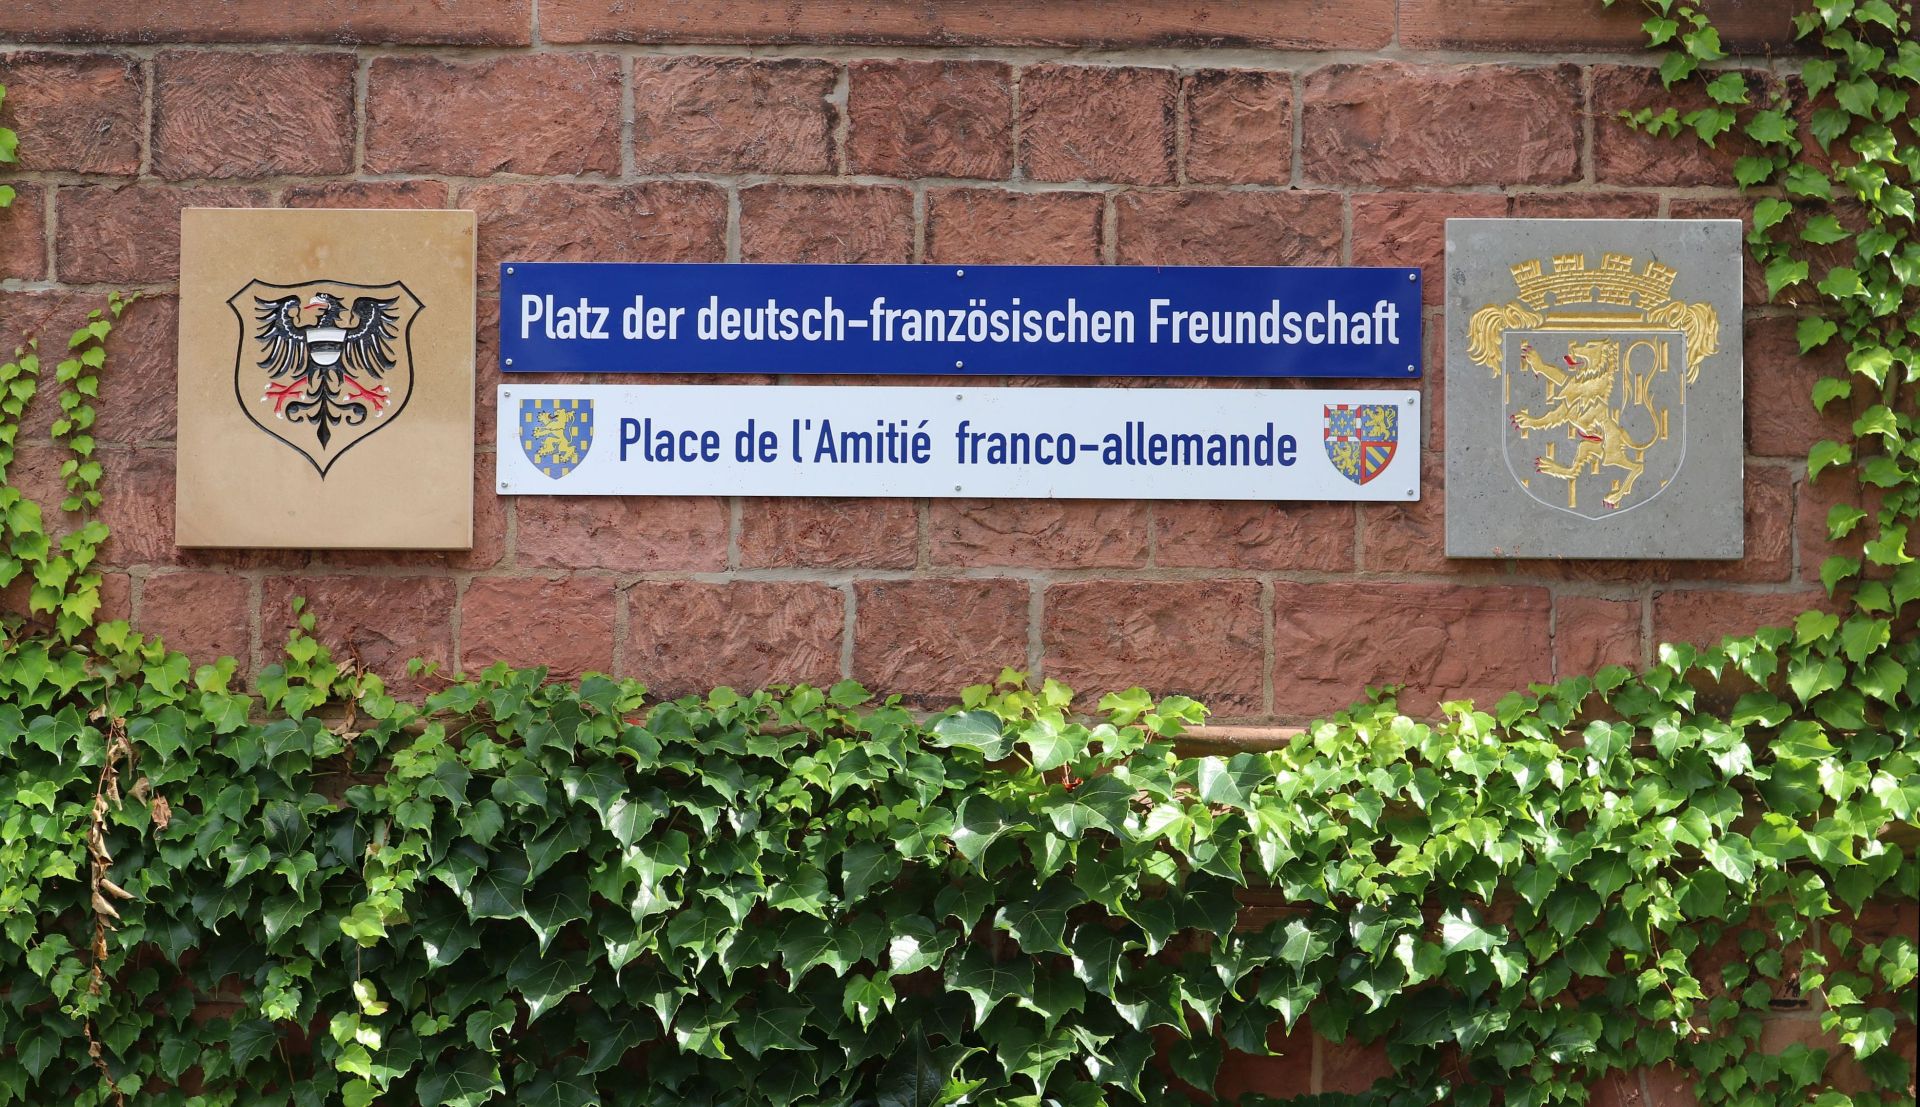 Platz der deutsch-französischen Freundschaft
Place de l'Amitié franco-allemande